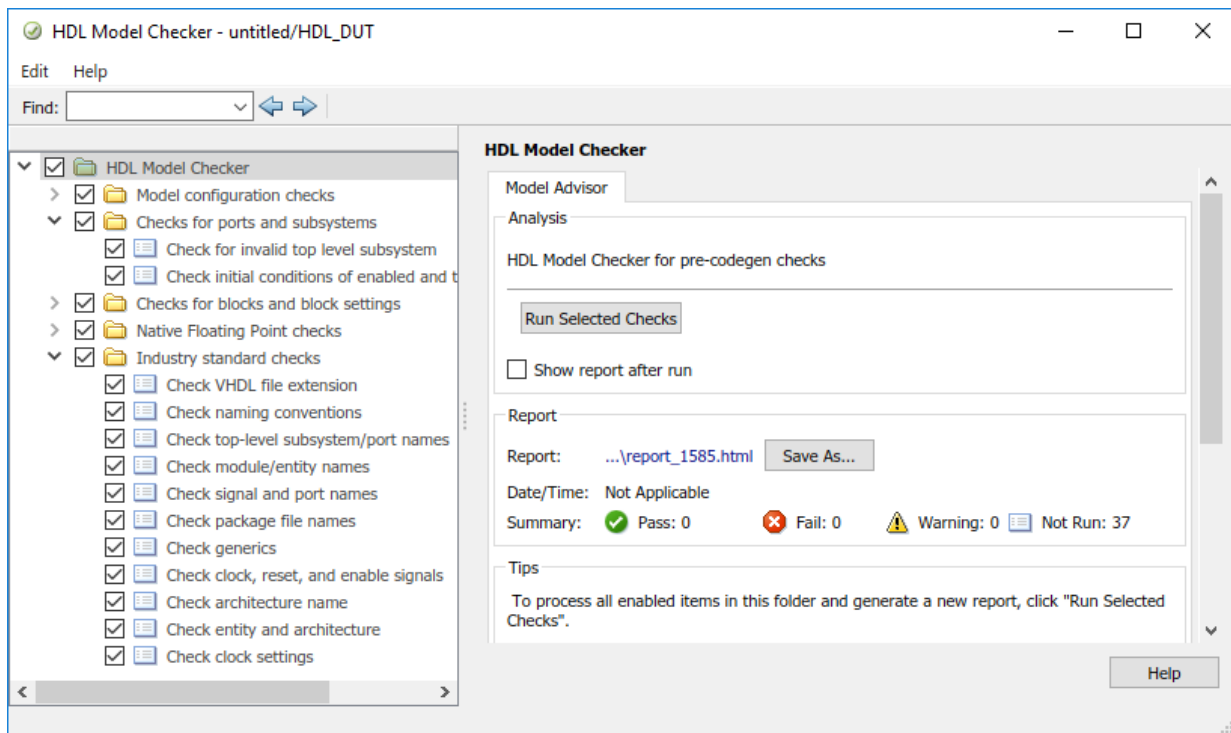 HDL Model Checker - untitled/HDL_DUT
Edit Help
Find:
HDL Model Checker
Model configuration checks
Checks for ports and subsystems
Check for invalid top level subsystem
Check initial conditions of enabled and t
Checks for blocks and block settings
Native Floating Point checks
Industry standard checks
Check VHDL file extension
Check naming conventions
Check top-level subsystem/port names
Check module/entity names
Check signal and port names
Check package file names
Check generics
Check clock, reset, and enable signals
Check architecture name
Check entity and architecture
Check clock settings
HDL Model Checker
Model Advisor
Analysis
HDL Model Checker for pre-codegen checks
Run Selected Checks
Show report after run
Report
Report: ...\report_1585.html Save As...
Date/Time: Not Applicable
Summary: Pass: 0 Fail: 0 Warning: 0 Not Run: 37
Tips
To process all enabled items in this folder and generate a new report, click "Run Selected
Checks".
Help